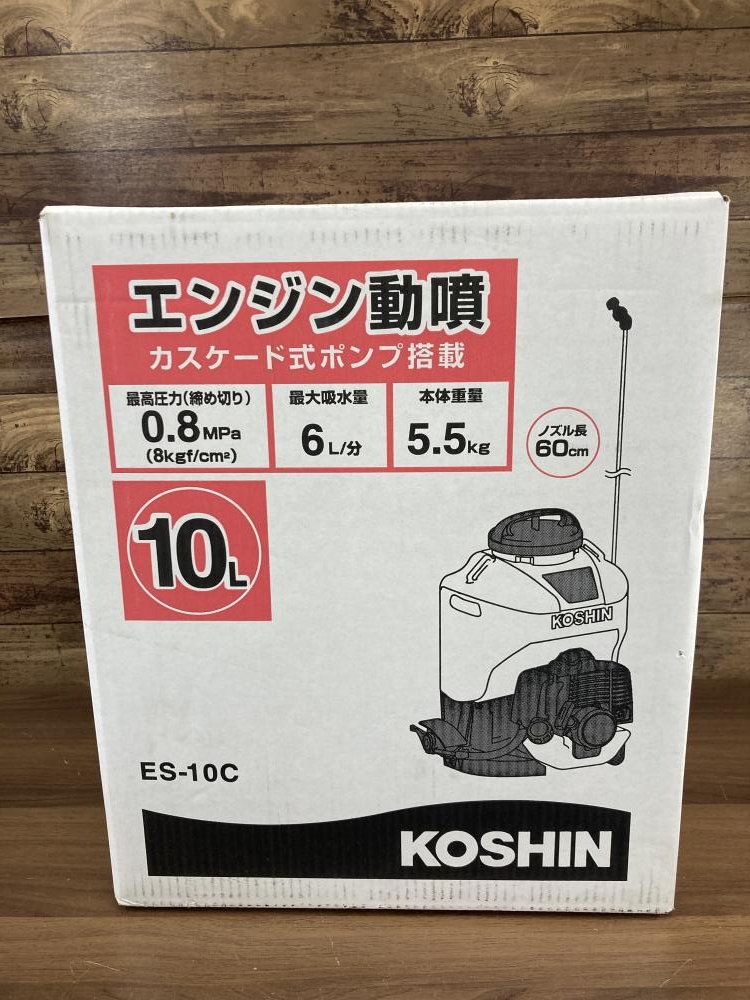 エンジン動噴
カスケード式ポンプ搭載
最高圧力(締め切り)
0.8MPa
(8kgf/cm²)
最大吸水量
6L/分
本体重量
5.5kg
ノズル長
60cm
10L
KOSHIN
ES-10C
KOSHIN